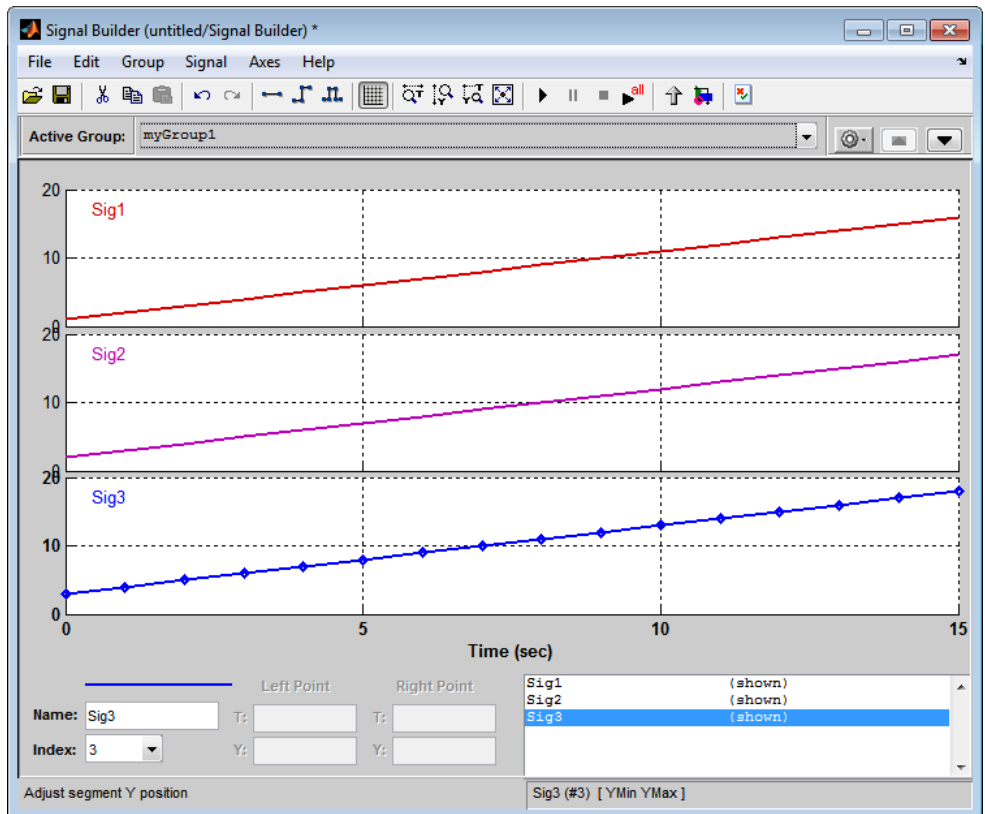 Signal Builder (untitled/Signal Builder) *
File Edit Group Signal Axes Help
all
Active Group: myGroup1
20
Sig1
10
0
20
Sig2
10
0
20
Sig3
10
0
0 5 10 15
Time (sec)
Left Point Right Point
Name: Sig3 T: T:
Index: 3 Y: Y:
Sig1 (shown)
Sig2 (shown)
Sig3 (shown)
Adjust segment Y position
Sig3 (#3) [ YMin YMax ]